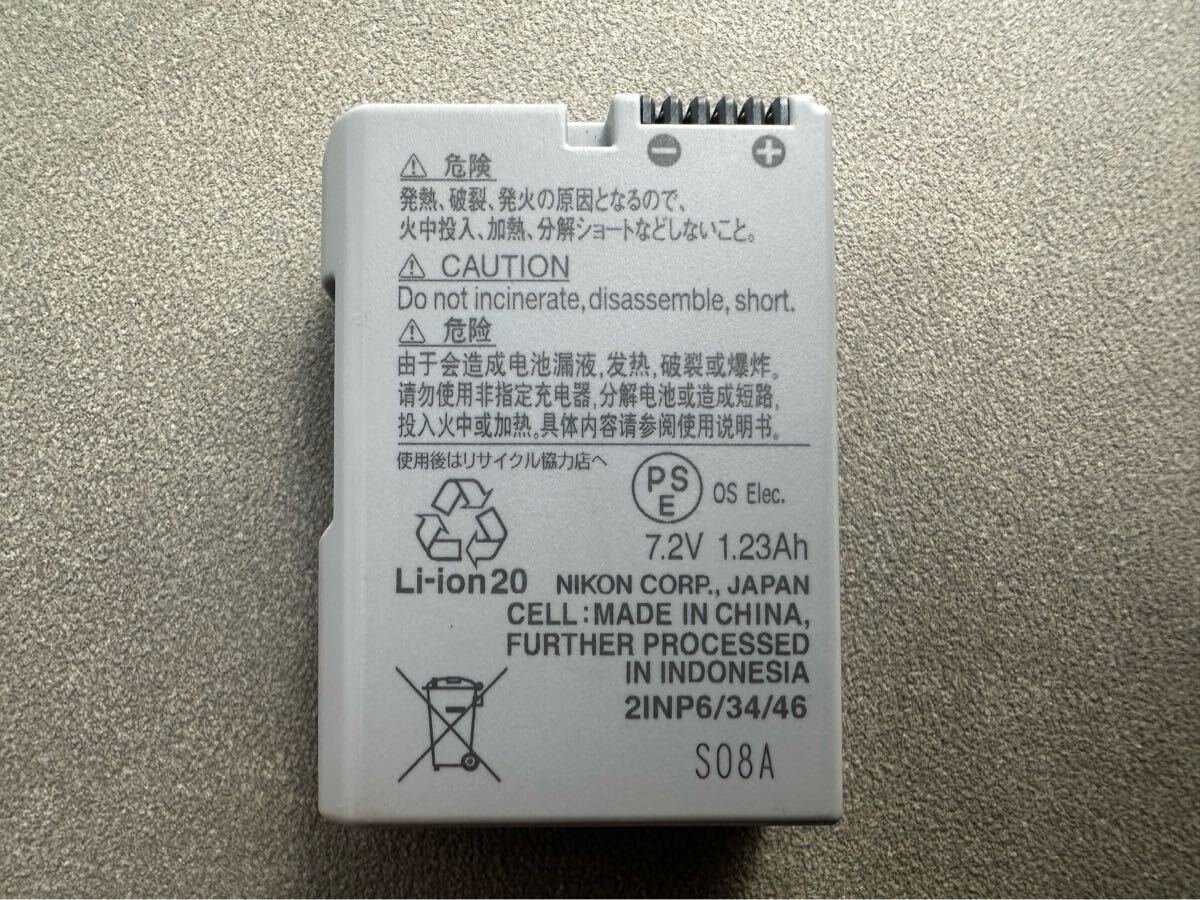 ⊖ ⊕
⚠ 危険
発熱、破裂、発火の原因となるので、
火中投入、加熱、分解ショートなどしないこと。
⚠ CAUTION
Do not incinerate, disassemble, short.
⚠ 危险
由于会造成电池漏液,发热,破裂或爆炸。
请勿使用非指定充电器,分解电池或造成短路,
投入火中或加热。具体内容请参阅使用说明书。
使用後はリサイクル協力店へ
PSE OS Elec.
7.2V 1.23Ah
Li-ion20 NIKON CORP., JAPAN
CELL:MADE IN CHINA,
FURTHER PROCESSED
IN INDONESIA
2INP6/34/46
S08A